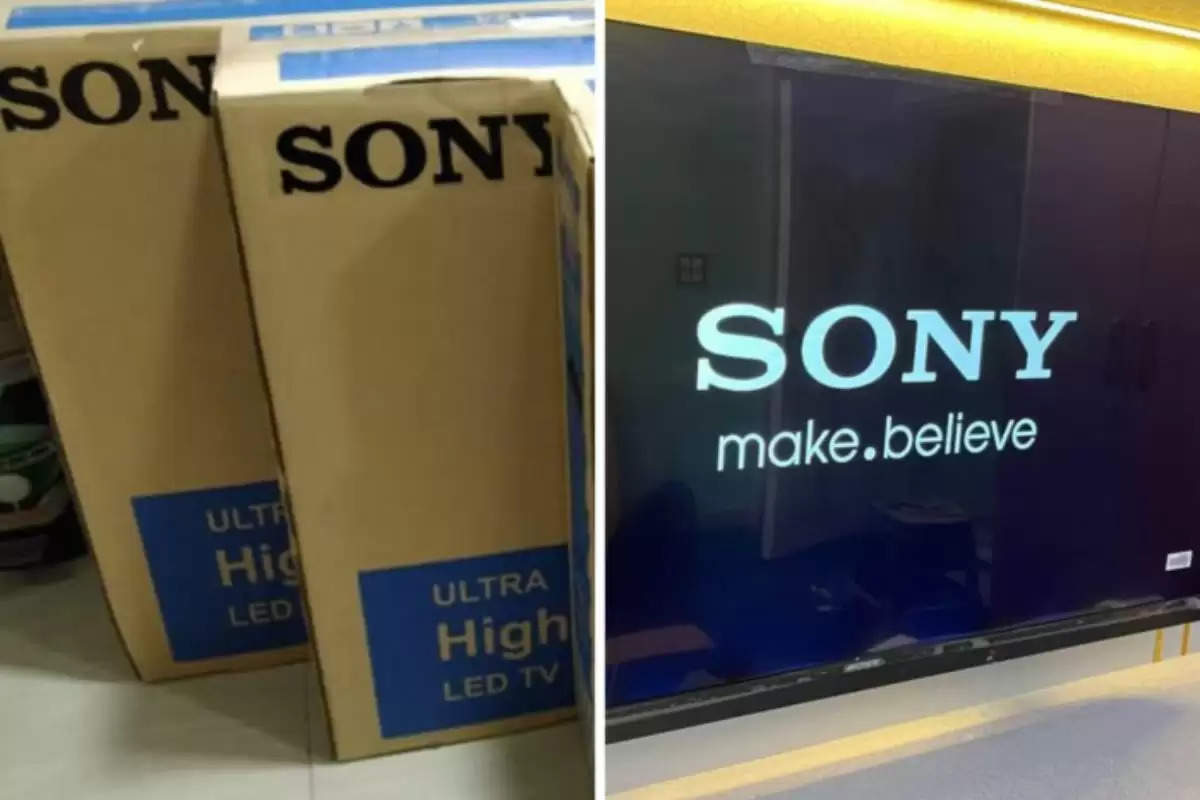 SON
ULTR
Hig
LED
SONY
ULTRA
High
LED TV
SONY
make.believe